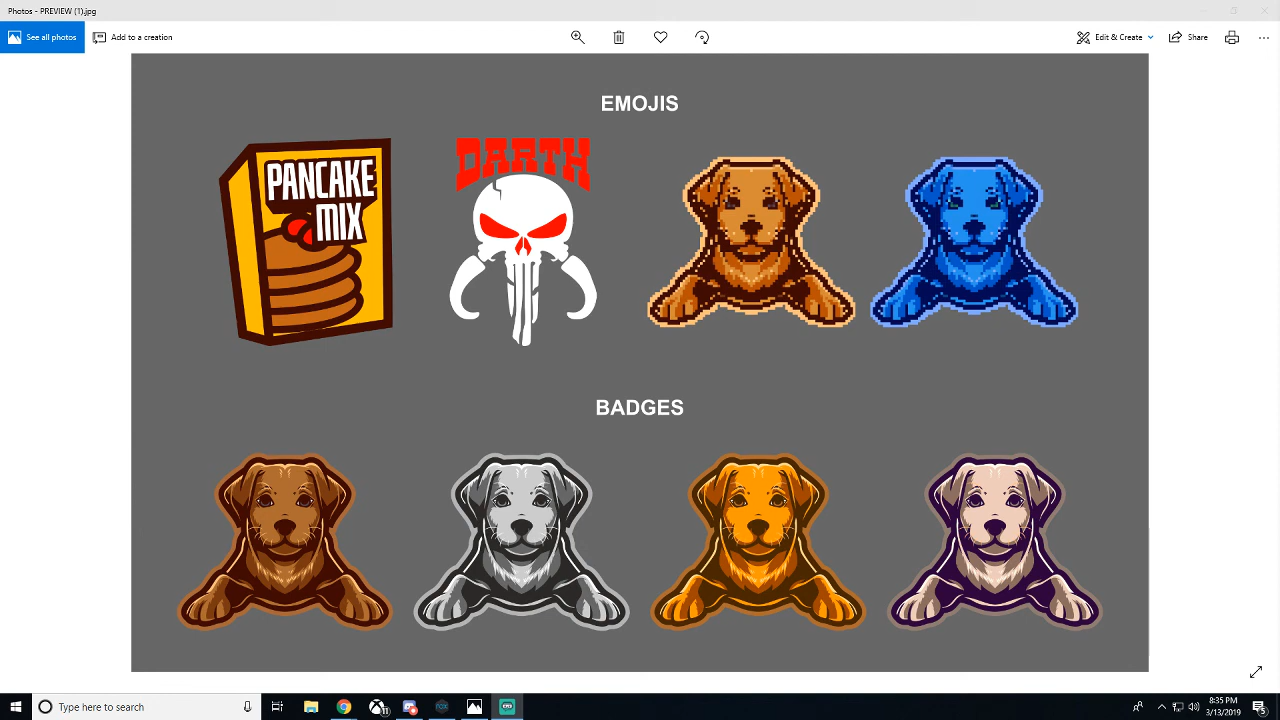 Photos - PREVIEW (1).jpg
See all photos
Add to a creation
Edit & Create
Share
EMOJIS
PANCAKE
MIX
DARTH
BADGES
Type here to search
8:35 PM
3/13/2019